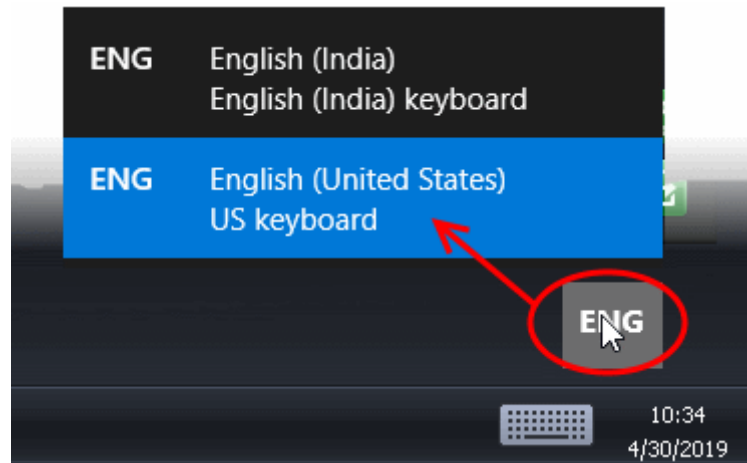 ENG English (India)
English (India) keyboard
ENG English (United States)
US keyboard
ENG
10:34
4/30/2019